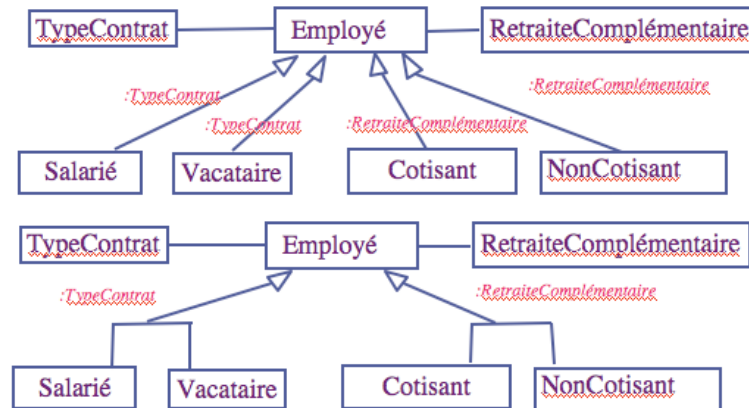 TypeContrat Employé RetraiteComplémentaire
:TypeContrat :RetraiteComplémentaire
:TypeContrat :RetraiteComplémentaire
Salarié Vacataire Cotisant NonCotisant
TypeContrat Employé RetraiteComplémentaire
:TypeContrat :RetraiteComplémentaire
Salarié Vacataire Cotisant NonCotisant